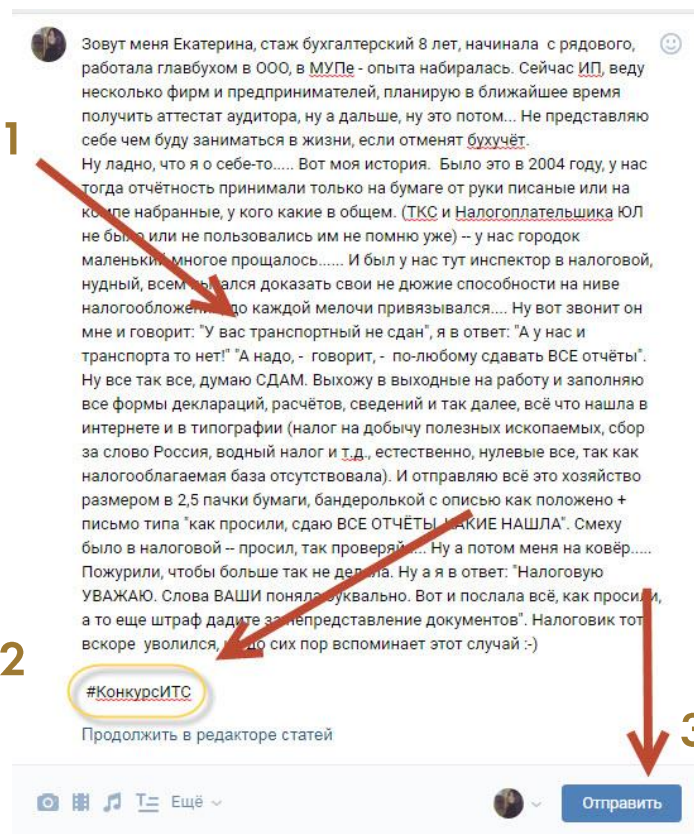 Зовут меня Екатерина, стаж бухгалтерский 8 лет, начинала с рядового,
работала главбухом в ООО, в МУПе - опыта набиралась. Сейчас ИП, веду
несколько фирм и предпринимателей, планирую в ближайшее время
получить аттестат аудитора, ну а дальше, ну это потом... Не представляю
себе чем буду заниматься в жизни, если отменят бухучёт.
1
Ну ладно, что я о себе-то..... Вот моя история. Было это в 2004 году, у нас
тогда отчётность принимали только на бумаге от руки писаные или на
компе набранные, у кого какие в общем. (ТКС и Налогоплательшика ЮЛ
не было или не пользовались им не помню уже) -- у нас городок
маленький многое прощалось...... И был у нас тут инспектор в налоговой,
нудный, всем пытался доказать свои не дюжие способности на ниве
налогообложения до каждой мелочи привязывался.... Ну вот звонит он
мне и говорит: "У вас транспортный не сдан", я в ответ: "А у нас и
транспорта то нет!" "А надо, - говорит, - по-любому сдавать ВСЕ отчёты".
Ну все так все, думаю СДАМ. Выхожу в выходные на работу и заполняю
все формы деклараций, расчётов, сведений и так далее, всё что нашла в
интернете и в типографии (налог на добычу полезных ископаемых, сбор
за слово Россия, водный налог и т.д., естественно, нулевые все, так как
налогооблагаемая база отсутствовала). И отправляю всё это хозяйство
размером в 2,5 пачки бумаги, бандеролькой с описью как положено +
письмо типа "как просили, сдаю ВСЕ ОТЧЁТЫ, КАКИЕ НАШЛА". Смеху
было в налоговой -- просил, так проверяй.... Ну а потом меня на ковёр.....
Пожурили, чтобы больше так не делала. Ну а я в ответ: "Налоговую
УВАЖАЮ. Слова ВАШИ поняла буквально. Вот и послала всё, как просили,
а то еще штраф дадите за непредставление документов". Налоговик тот
вскоре уволился, до сих пор вспоминает этот случай :-)
2
#КонкурсИТС
Продолжить в редакторе статей
3
Ещё
Отправить